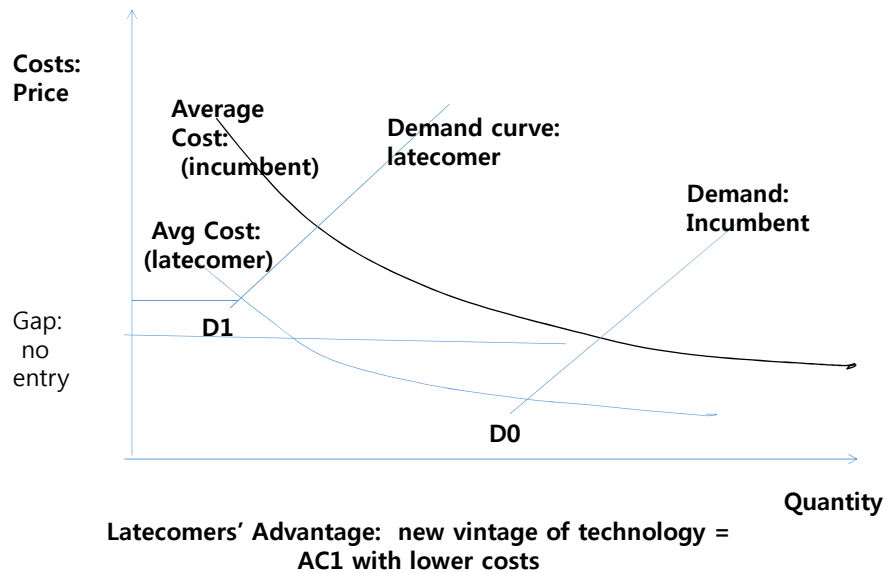 Costs:
Price
Average
Cost:
(incumbent)
Demand curve:
latecomer
Demand:
Incumbent
Avg Cost:
(latecomer)
Gap:
no
entry
D1
D0
Quantity
Latecomers’ Advantage: new vintage of technology =
AC1 with lower costs